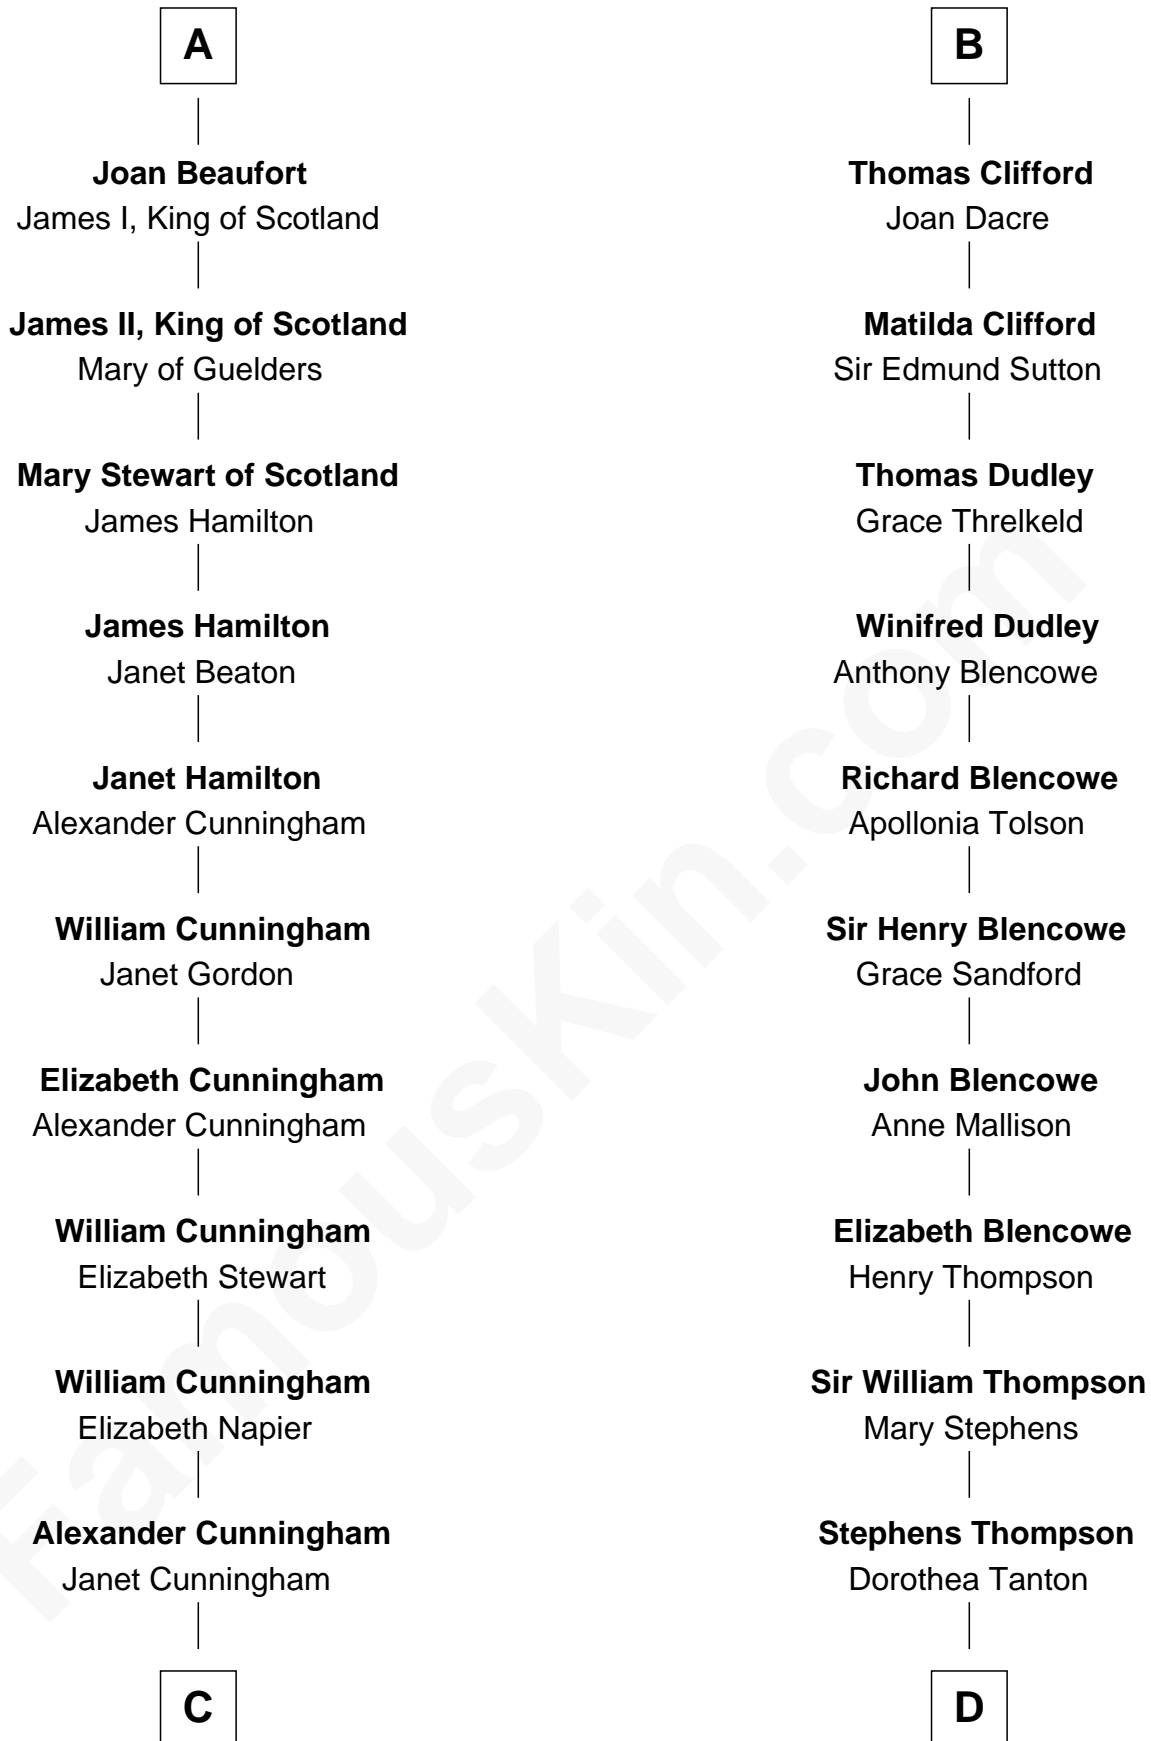 A
Joan Beaufort
James I, King of Scotland
James II, King of Scotland
Mary of Guelders
Mary Stewart of Scotland
James Hamilton
James Hamilton
Janet Beaton
Janet Hamilton
Alexander Cunningham
William Cunningham
Janet Gordon
Elizabeth Cunningham
Alexander Cunningham
William Cunningham
Elizabeth Stewart
William Cunningham
Elizabeth Napier
Alexander Cunningham
Janet Cunningham
C
B
Thomas Clifford
Joan Dacre
Matilda Clifford
Sir Edmund Sutton
Thomas Dudley
Grace Threlkeld
Winifred Dudley
Anthony Blencowe
Richard Blencowe
Apollonia Tolson
Sir Henry Blencowe
Grace Sandford
John Blencowe
Anne Mallison
Elizabeth Blencowe
Henry Thompson
Sir William Thompson
Mary Stephens
Stephens Thompson
Dorothea Tanton
D
FamousKin.com